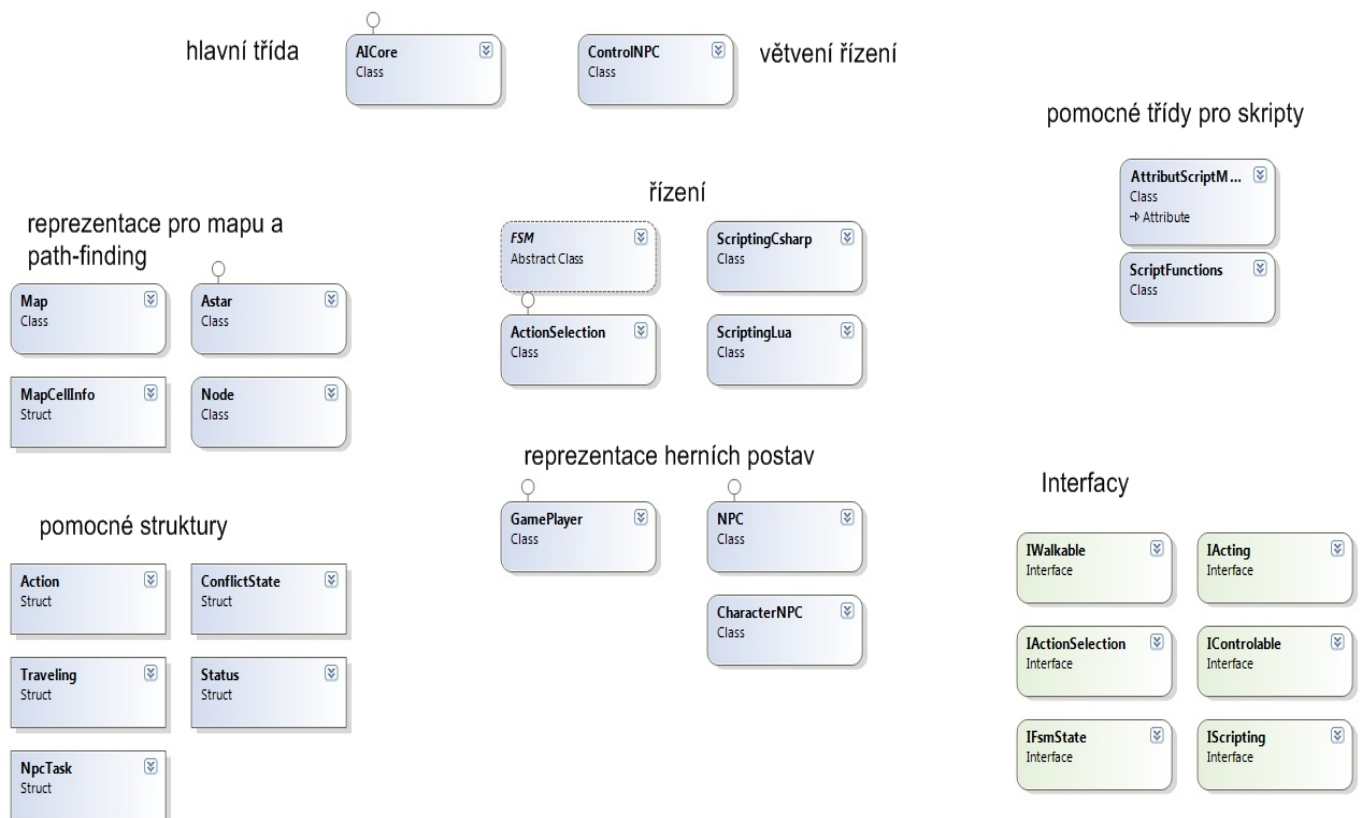 hlavní třída
AICore
Class
ControlNPC
Class
větvení řízení
pomocné třídy pro skripty
AttributScriptM...
Class
Attribute
ScriptFunctions
Class
řízení
FSM
Abstract Class
ScriptingCsharp
Class
ActionSelection
Class
ScriptingLua
Class
reprezentace pro mapu a
path-finding
Map
Class
Astar
Class
MapCellInfo
Struct
Node
Class
reprezentace herních postav
GamePlayer
Class
NPC
Class
CharacterNPC
Class
pomocné struktury
Action
Struct
ConflictState
Struct
Traveling
Struct
Status
Struct
NpcTask
Struct
Interfacy
IWalkable
Interface
IActing
Interface
IActionSelection
Interface
IControlable
Interface
IFsmState
Interface
IScripting
Interface